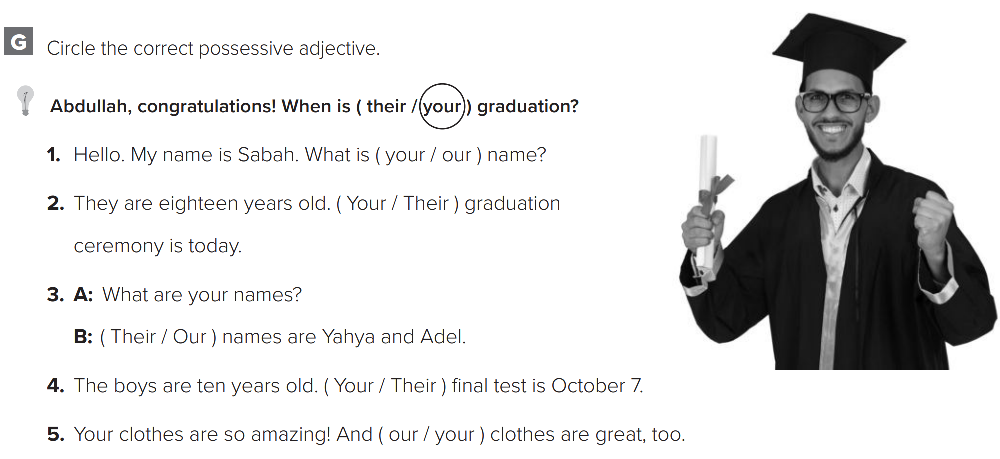 G Circle the correct possessive adjective.
Abdullah, congratulations! When is ( their / your ) graduation?
1. Hello. My name is Sabah. What is ( your / our ) name?
2. They are eighteen years old. ( Your / Their ) graduation
ceremony is today.
3. A: What are your names?
B: ( Their / Our ) names are Yahya and Adel.
4. The boys are ten years old. ( Your / Their ) final test is October 7.
5. Your clothes are so amazing! And ( our / your ) clothes are great, too.